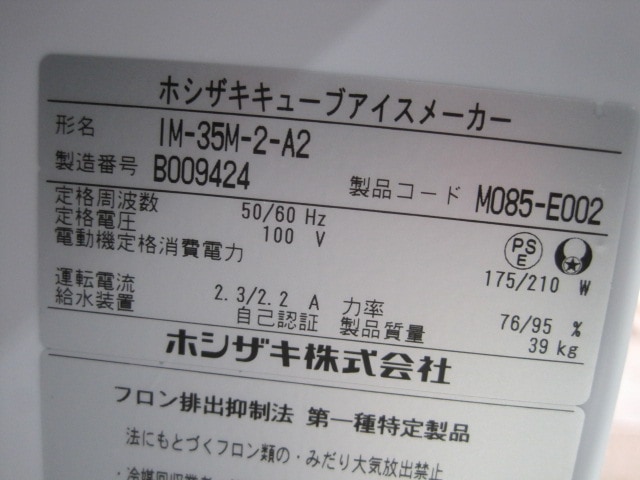 ホシザキキューブアイスメーカー
形名 IM-35M-2-A2
製造番号 B009424 製品コード M085-E002
定格周波数 50/60 Hz
定格電圧 100 V
PS E
電動機定格消費電力 175/210 W
運転電流 2.3/2.2 A 力率 76/95 %
給水装置 自己認証 製品質量 39 kg
ホシザキ株式会社
フロン排出抑制法 第一種特定製品
法にもとづくフロン類の・みだり大気放出禁止